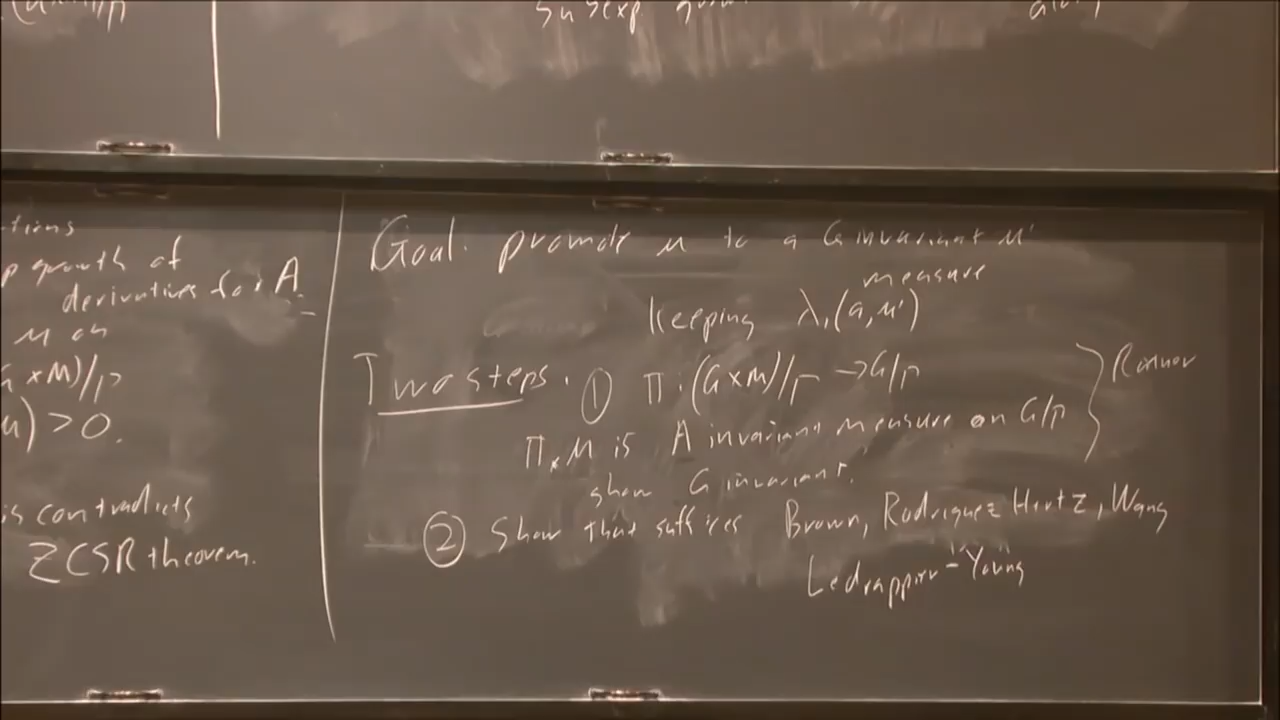 tions
p growth of
derivatives for A
μ on
G×M)/Γ
μ) > 0.
is contradicts
ZCSR theorem.
Goal: promote μ to a G invariant μ'
measure
keeping λ₁(a,μ')
Two steps. ① π:(G×M)/Γ → G/Γ
π⁎μ is A invariant measure on G/Γ
show G invariant.
} Ratner
② Show that suffices Brown, Rodriguez Hertz, Wang
Ledrappier-Young